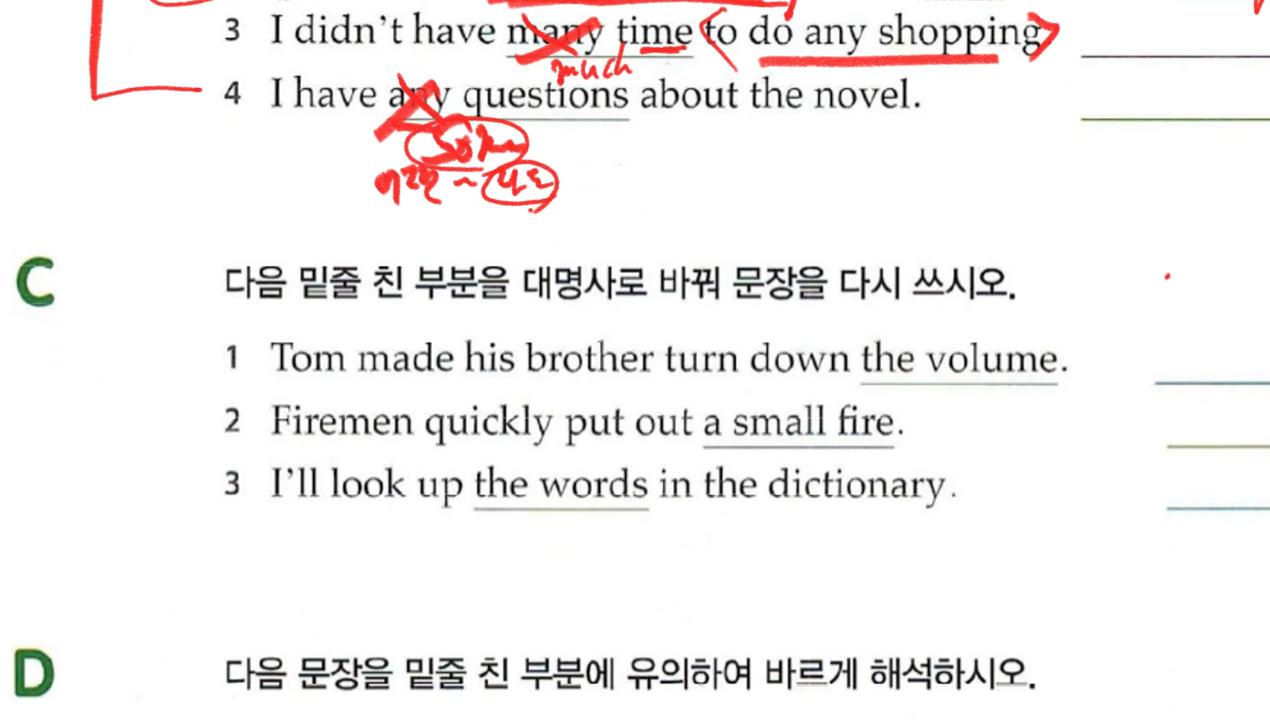 3 I didn't have many time to do any shopping
much
4 I have any questions about the novel.
some
C 다음 밑줄 친 부분을 대명사로 바꿔 문장을 다시 쓰시오.
1 Tom made his brother turn down the volume.
2 Firemen quickly put out a small fire.
3 I'll look up the words in the dictionary.
D 다음 문장을 밑줄 친 부분에 유의하여 바르게 해석하시오.